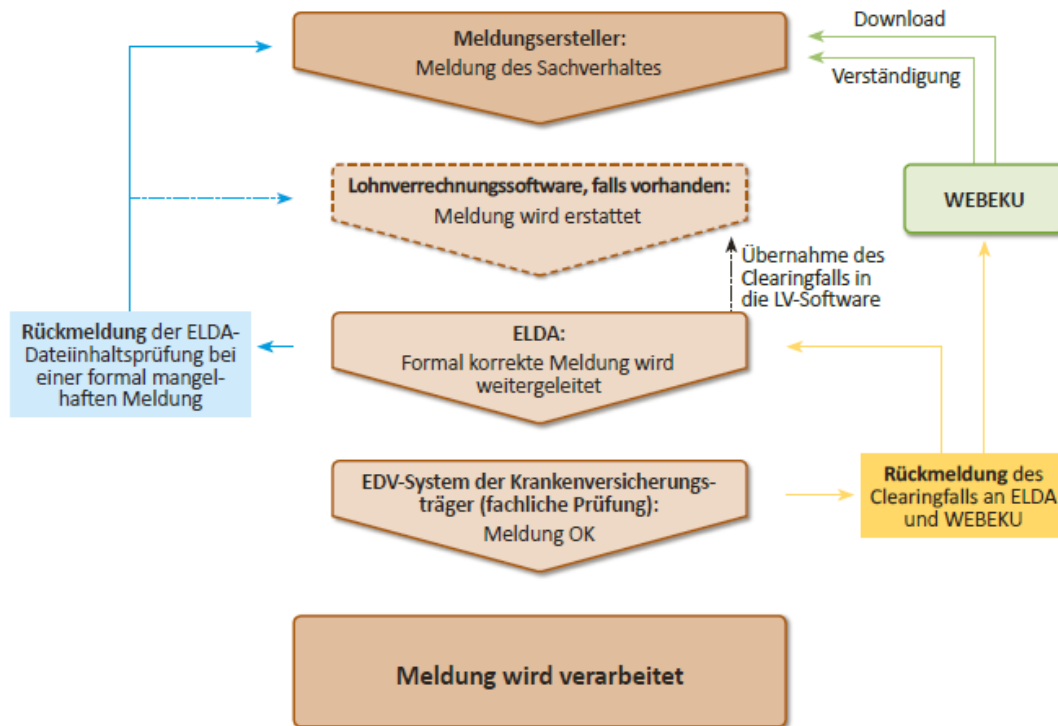 Download
Meldungsersteller:
Meldung des Sachverhaltes
Verständigung
Lohnverrechnungssoftware, falls vorhanden:
Meldung wird erstattet
WEBEKU
Übernahme des
Clearingfalls in
die LV-Software
Rückmeldung der ELDA-
Dateiinhaltsprüfung bei
einer formal mangel-
haften Meldung
ELDA:
Formal korrekte Meldung wird
weitergeleitet
EDV-System der Krankenversicherungs-
träger (fachliche Prüfung):
Meldung OK
Rückmeldung des
Clearingfalls an ELDA
und WEBEKU
Meldung wird verarbeitet